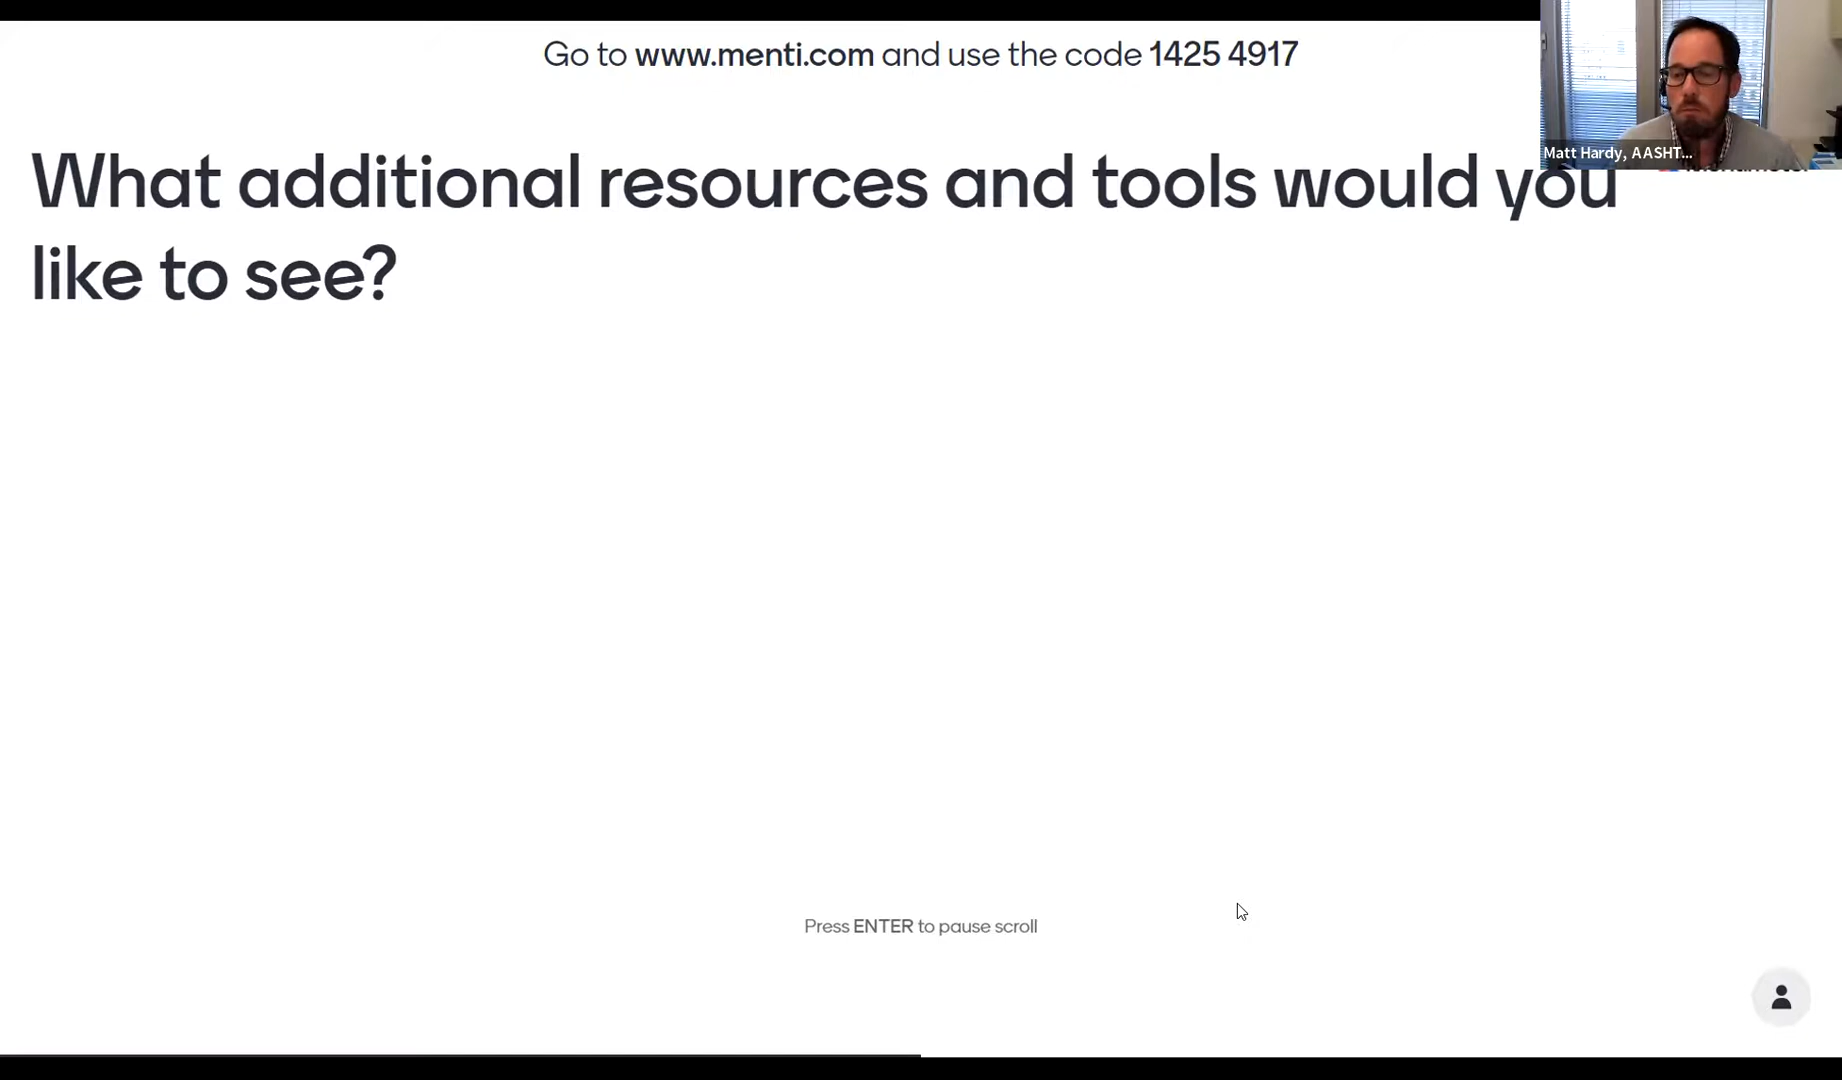 Go to www.menti.com and use the code 1425 4917
Matt Hardy, AASHT...
What additional resources and tools would you
like to see?
Press ENTER to pause scroll